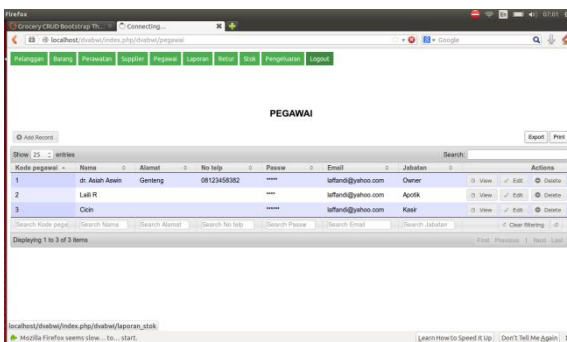 Firefox
Grocery CRUD Bootstrap Th... Connecting...
localhost/dvabwi/index.php/dvabwi/pegawai Google
Pelanggan Barang Perawatan Supplier Pegawai Laporan Retur Stok Pengeluaran Logout
PEGAWAI
Add Record Export Print
Show 25 entries Search:
Kode pegawai Nama Alamat No telp Passw Email Jabatan Actions
1 dr. Asiah Aswin Genteng 08123458382 ***** laffandi@yahoo.com Owner View Edit Delete
2 Laili R **** laffandi@yahoo.com Apotik View Edit Delete
3 Cicin ****** laffandi@yahoo.com Kasir View Edit Delete
Search Kode pega Search Nama Search Alamat Search No telp Search Passw Search Email Search Jabatan Clear filtering
Displaying 1 to 3 of 3 items First Previous 1 Next Last
localhost/dvabwi/index.php/dvabwi/laporan_stok
Mozilla Firefox seems slow... to... start. Learn How to Speed It Up Don't Tell Me Again